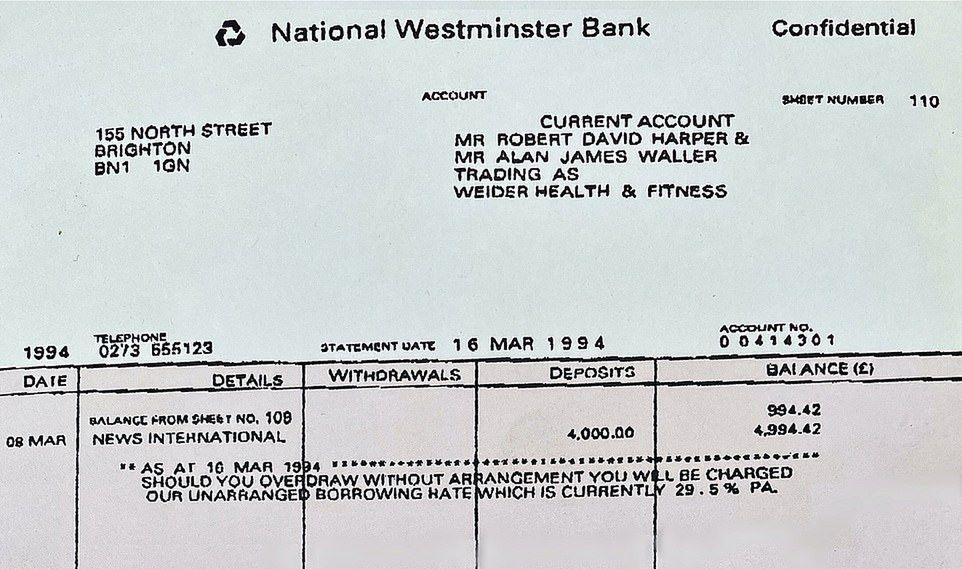 National Westminster Bank Confidential
ACCOUNT
SHEET NUMBER 110
155 NORTH STREET
BRIGHTON
BN1 1GN
CURRENT ACCOUNT
MR ROBERT DAVID HARPER &
MR ALAN JAMES WALLER
TRADING AS
WEIDER HEALTH & FITNESS
1994
TELEPHONE
0273 655123
STATEMENT DATE 16 MAR 1994
ACCOUNT NO.
00414301
DATE DETAILS WITHDRAWALS DEPOSITS BALANCE (£)
BALANCE FROM SHEET NO. 109 994.42
08 MAR NEWS INTERNATIONAL 4,000.00 4,994.42
** AS AT 16 MAR 1994 ************************************************
SHOULD YOU OVERDRAW WITHOUT ARRANGEMENT YOU WILL BE CHARGED
OUR UNARRANGED BORROWING RATE WHICH IS CURRENTLY 29.5% PA.